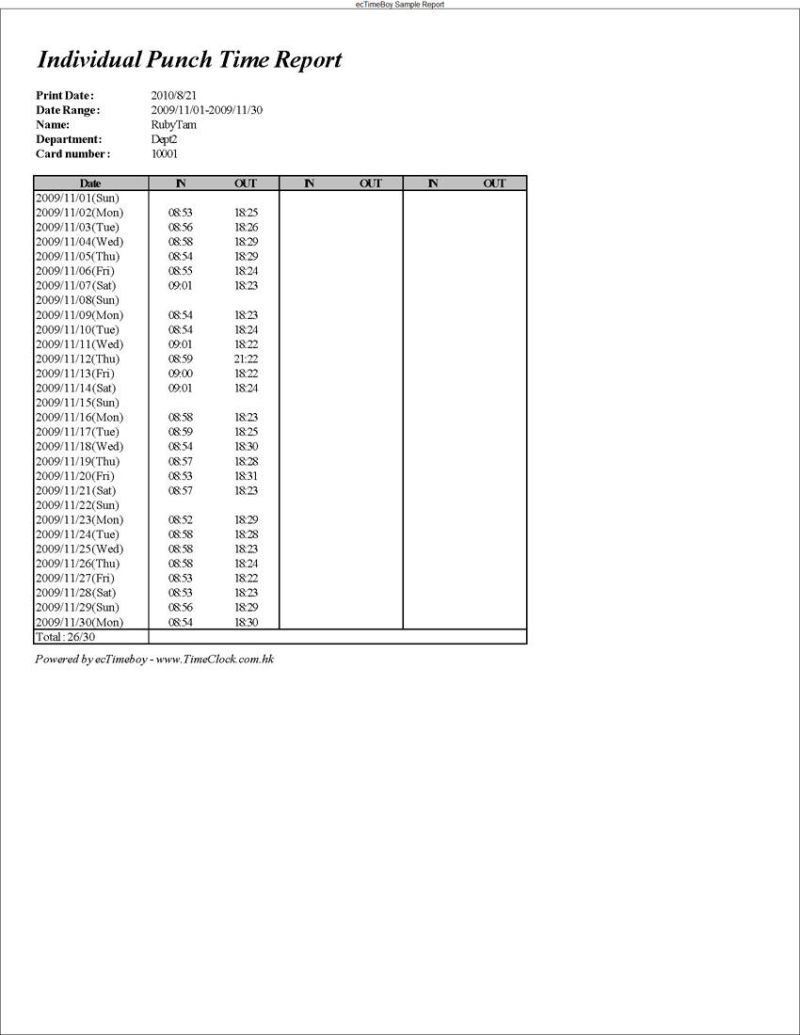 ecTimeBoy Sample Report
Individual Punch Time Report
Print Date: 2010/8/21
Date Range: 2009/11/01-2009/11/30
Name: RubyTam
Department: Dept2
Card number: 10001
Date IN OUT IN OUT IN OUT
2009/11/01(Sun)
2009/11/02(Mon) 08:53 18:25
2009/11/03(Tue) 08:56 18:26
2009/11/04(Wed) 08:58 18:29
2009/11/05(Thu) 08:54 18:29
2009/11/06(Fri) 08:55 18:24
2009/11/07(Sat) 09:01 18:23
2009/11/08(Sun)
2009/11/09(Mon) 08:54 18:23
2009/11/10(Tue) 08:54 18:24
2009/11/11(Wed) 09:01 18:22
2009/11/12(Thu) 08:59 21:22
2009/11/13(Fri) 09:00 18:22
2009/11/14(Sat) 09:01 18:24
2009/11/15(Sun)
2009/11/16(Mon) 08:58 18:23
2009/11/17(Tue) 08:59 18:25
2009/11/18(Wed) 08:54 18:30
2009/11/19(Thu) 08:57 18:28
2009/11/20(Fri) 08:53 18:31
2009/11/21(Sat) 08:57 18:23
2009/11/22(Sun)
2009/11/23(Mon) 08:52 18:29
2009/11/24(Tue) 08:58 18:28
2009/11/25(Wed) 08:58 18:23
2009/11/26(Thu) 08:58 18:24
2009/11/27(Fri) 08:53 18:22
2009/11/28(Sat) 08:53 18:23
2009/11/29(Sun) 08:56 18:29
2009/11/30(Mon) 08:54 18:30
Total : 26/30
Powered by ecTimeboy - www.TimeClock.com.hk